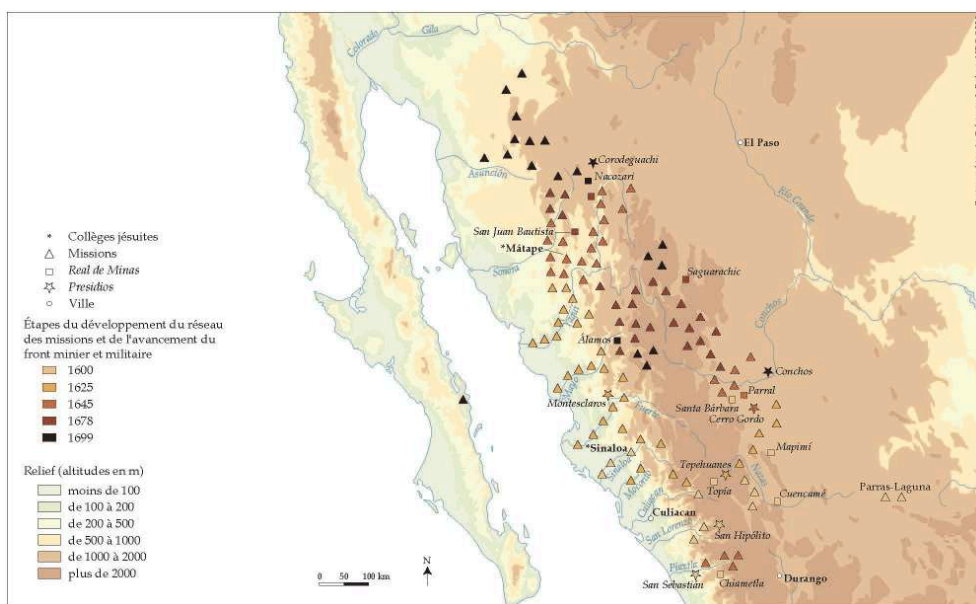 Colorado
Gila
El Paso
Corodeguachi
Nacozari
Asunción
Río Grande
San Juan Bautista
*Mátape
Sonora
Saguarachic
Conchos
Yaqui
Álamos
Mayo
Conchos
Montesclaros
Fuerte
Parral
Santa Bárbara
Cerro Gordo
*Sinaloa
Sinaloa
Mocorito
Mapimí
Tepehuanes
Nazas
Topia
Cuencamé
Parras-Laguna
Culiacan
Culiacan
San Lorenzo
San Hipólito
Piaxtla
San Sebastián
Chiametla
Durango
* Collèges jésuites
Missions
Real de Minas
Presidios
Ville
Étapes du développement du réseau
des missions et de l'avancement du
front minier et militaire
1600
1625
1645
1678
1699
Relief (altitudes en m)
moins de 100
de 100 à 200
de 200 à 500
de 500 à 1000
de 1000 à 2000
plus de 2000
0 50 100 km
N